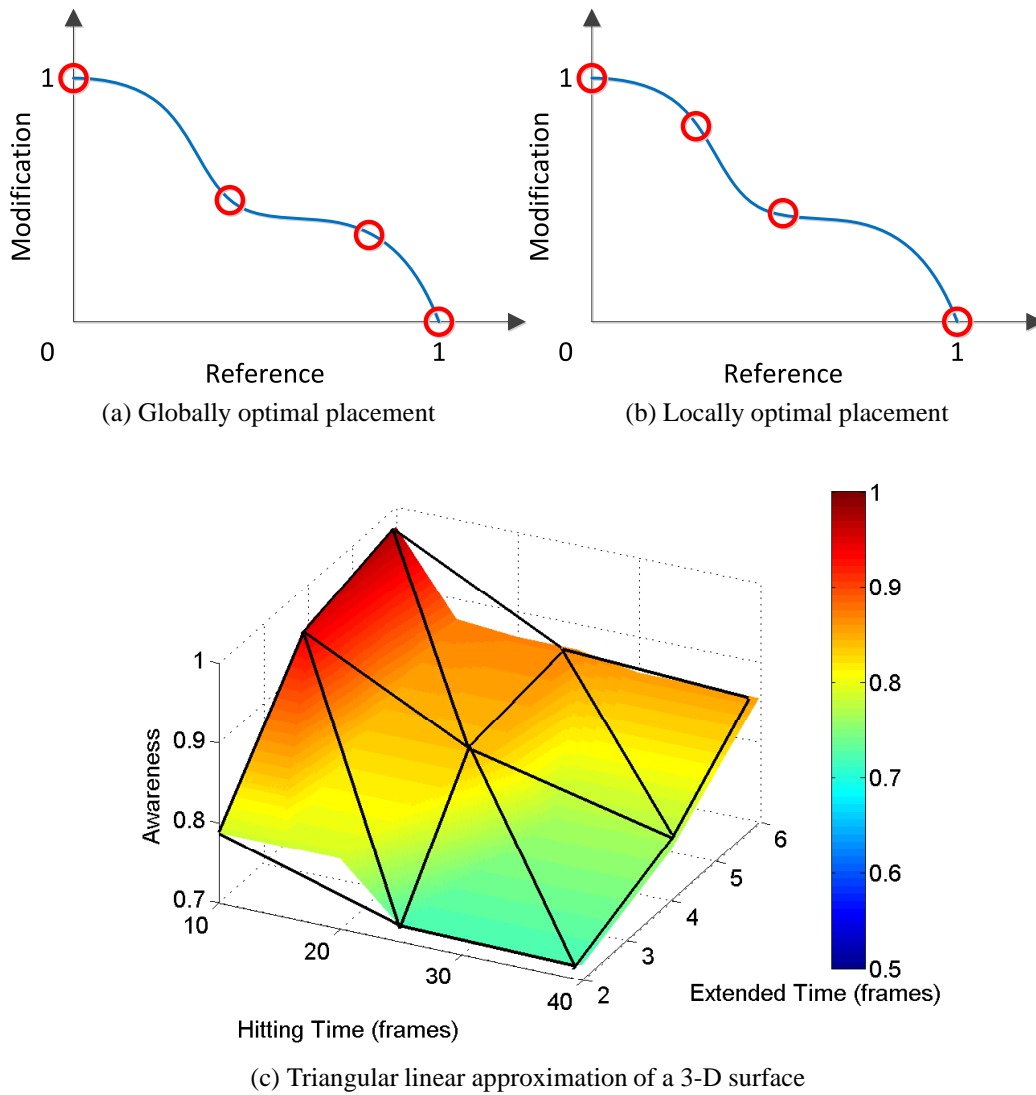 1
Modification
0
1
Reference
(a) Globally optimal placement
1
Modification
0
1
Reference
(b) Locally optimal placement
1
0.9
0.8
0.7
Awareness
10
20
30
40
Hitting Time (frames)
2
3
4
5
6
Extended Time (frames)
1
0.9
0.8
0.7
0.6
0.5
(c) Triangular linear approximation of a 3-D surface